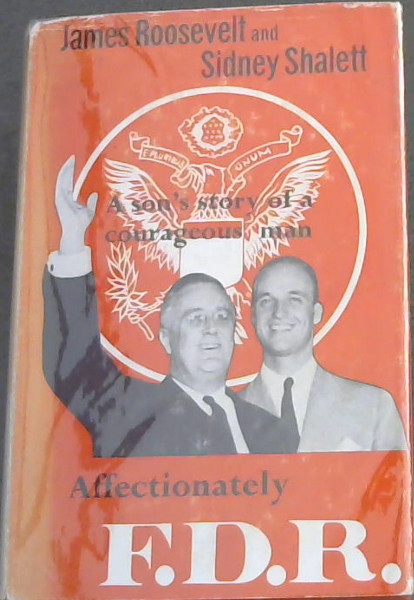 James Roosevelt and
Sidney Shalett
E PLURIBUS UNUM
A son's story of a
courageous man
Affectionately
F.D.R.